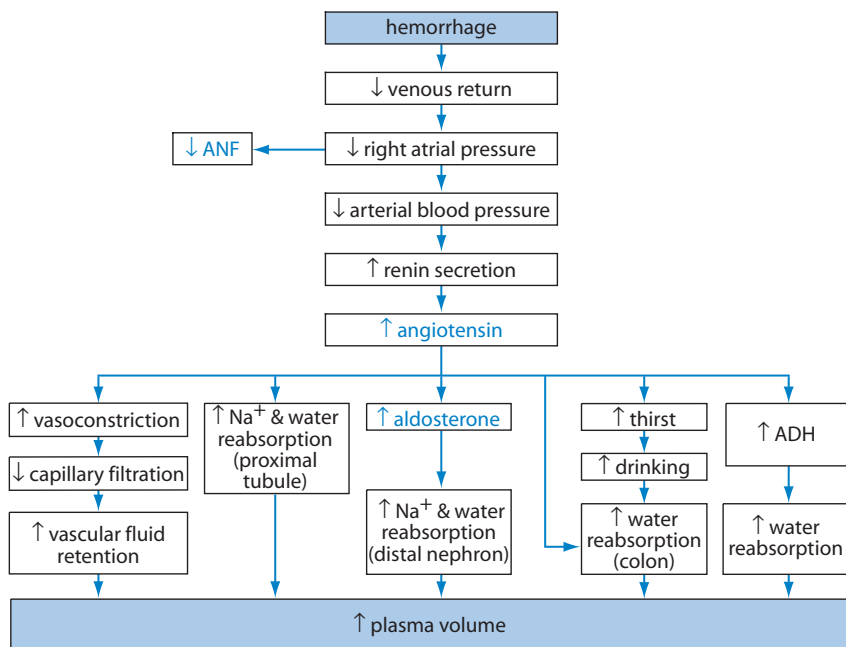 hemorrhage
↓ venous return
↓ ANF
↓ right atrial pressure
↓ arterial blood pressure
↑ renin secretion
↑ angiotensin
↑ vasoconstriction
↓ capillary filtration
↑ vascular fluid
retention
↑ Na⁺ & water
reabsorption
(proximal
tubule)
↑ aldosterone
↑ Na⁺ & water
reabsorption
(distal nephron)
↑ thirst
↑ drinking
↑ water
reabsorption
(colon)
↑ ADH
↑ water
reabsorption
↑ plasma volume